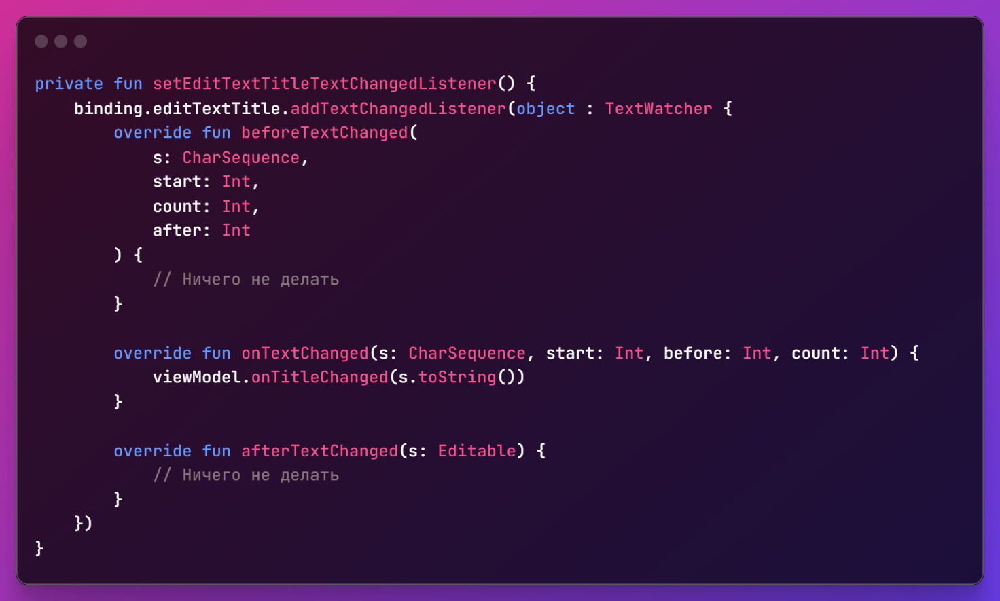 private fun setEditTextTitleTextChangedListener() {
    binding.editTextTitle.addTextChangedListener(object : TextWatcher {
        override fun beforeTextChanged(
            s: CharSequence,
            start: Int,
            count: Int,
            after: Int
        ) {
            // Ничего не делать
        }

        override fun onTextChanged(s: CharSequence, start: Int, before: Int, count: Int) {
            viewModel.onTitleChanged(s.toString())
        }

        override fun afterTextChanged(s: Editable) {
            // Ничего не делать
        }
    })
}